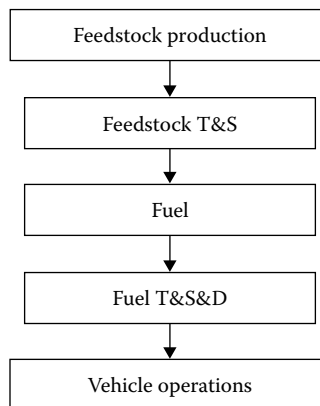 Feedstock production
Feedstock T&S
Fuel
Fuel T&S&D
Vehicle operations